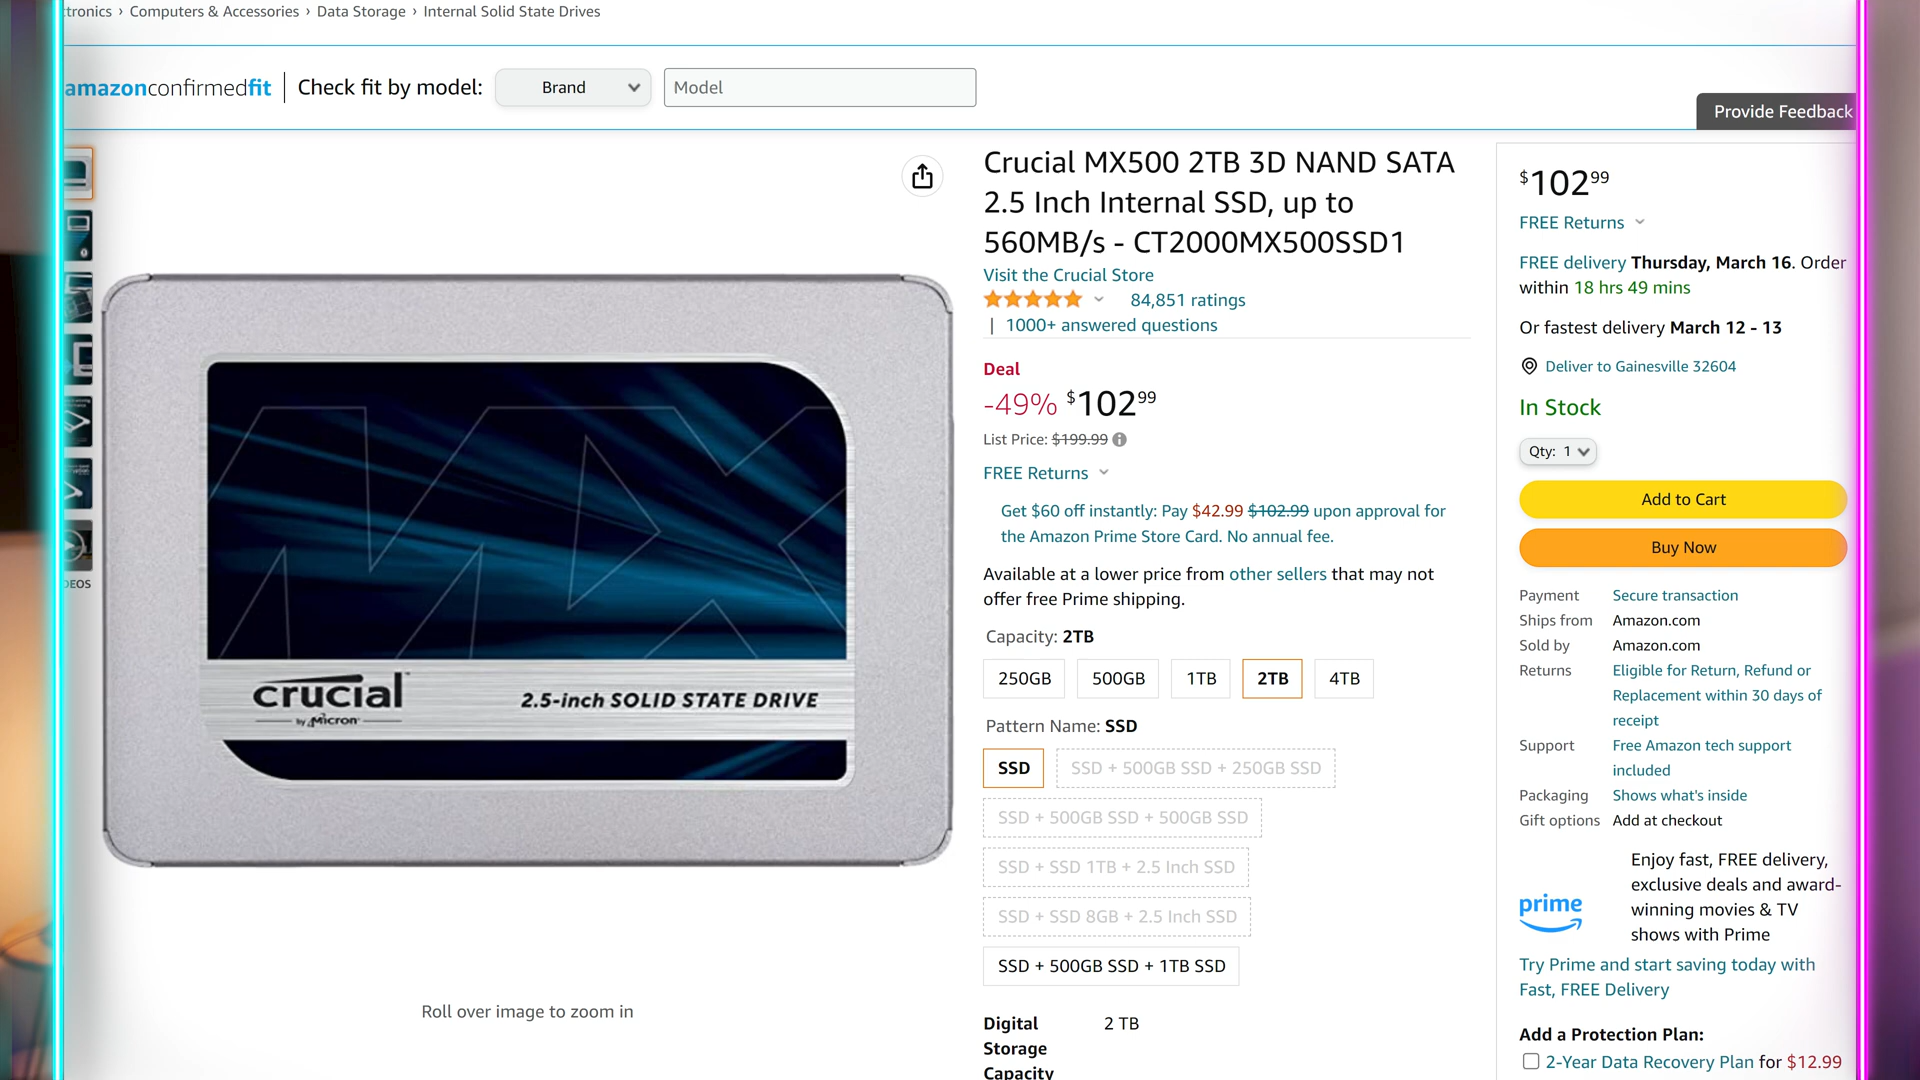 tronics › Computers & Accessories › Data Storage › Internal Solid State Drives
amazonconfirmedfit
Check fit by model:
Brand
Model
Provide Feedback
DEOS
crucial
by Micron
2.5-inch SOLID STATE DRIVE
Roll over image to zoom in
Crucial MX500 2TB 3D NAND SATA
2.5 Inch Internal SSD, up to
560MB/s - CT2000MX500SSD1
Visit the Crucial Store
84,851 ratings
| 1000+ answered questions
Deal
-49% $102 99
List Price: $199.99
FREE Returns
Get $60 off instantly: Pay $42.99 $102.99 upon approval for
the Amazon Prime Store Card. No annual fee.
Available at a lower price from other sellers that may not
offer free Prime shipping.
Capacity: 2TB
250GB 500GB 1TB 2TB 4TB
Pattern Name: SSD
SSD SSD + 500GB SSD + 250GB SSD
SSD + 500GB SSD + 500GB SSD
SSD + SSD 1TB + 2.5 Inch SSD
SSD + SSD 8GB + 2.5 Inch SSD
SSD + 500GB SSD + 1TB SSD
Digital 2 TB
Storage
Capacity
$102 99
FREE Returns
FREE delivery Thursday, March 16. Order
within 18 hrs 49 mins
Or fastest delivery March 12 - 13
Deliver to Gainesville 32604
In Stock
Qty: 1
Add to Cart
Buy Now
Payment Secure transaction
Ships from Amazon.com
Sold by Amazon.com
Returns Eligible for Return, Refund or
Replacement within 30 days of
receipt
Support Free Amazon tech support
included
Packaging Shows what's inside
Gift options Add at checkout
prime
Enjoy fast, FREE delivery,
exclusive deals and award-
winning movies & TV
shows with Prime
Try Prime and start saving today with
Fast, FREE Delivery
Add a Protection Plan:
2-Year Data Recovery Plan for $12.99